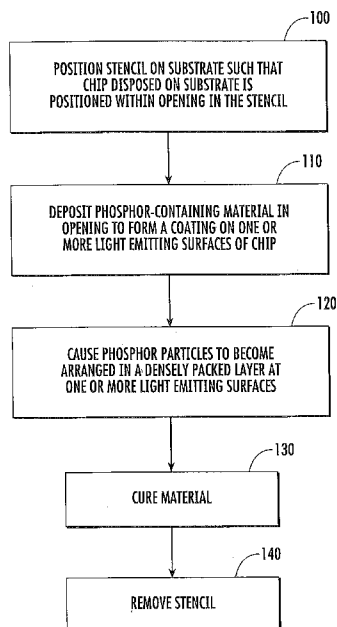 100
POSITION STENCIL ON SUBSTRATE SUCH THAT
CHIP DISPOSED ON SUBSTRATE IS
POSITIONED WITHIN OPENING IN THE STENCIL
110
DEPOSIT PHOSPHOR-CONTAINING MATERIAL IN
OPENING TO FORM A COATING ON ONE OR
MORE LIGHT EMITTING SURFACES OF CHIP
120
CAUSE PHOSPHOR PARTICLES TO BECOME
ARRANGED IN A DENSELY PACKED LAYER AT
ONE OR MORE LIGHT EMITTING SURFACES
130
CURE MATERIAL
140
REMOVE STENCIL